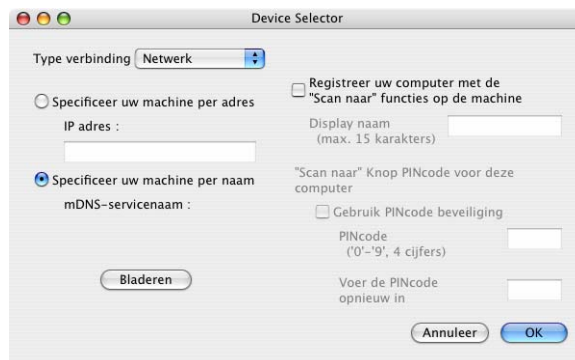 Device Selector
Type verbinding Netwerk
Specificeer uw machine per adres
IP adres :
Specificeer uw machine per naam
mDNS-servicenaam :
Bladeren
Registreer uw computer met de
"Scan naar" functies op de machine
Display naam
(max. 15 karakters)
"Scan naar" Knop PINcode voor deze
computer
Gebruik PINcode beveiliging
PINcode
('0'-'9', 4 cijfers)
Voer de PINcode
opnieuw in
Annuleer OK